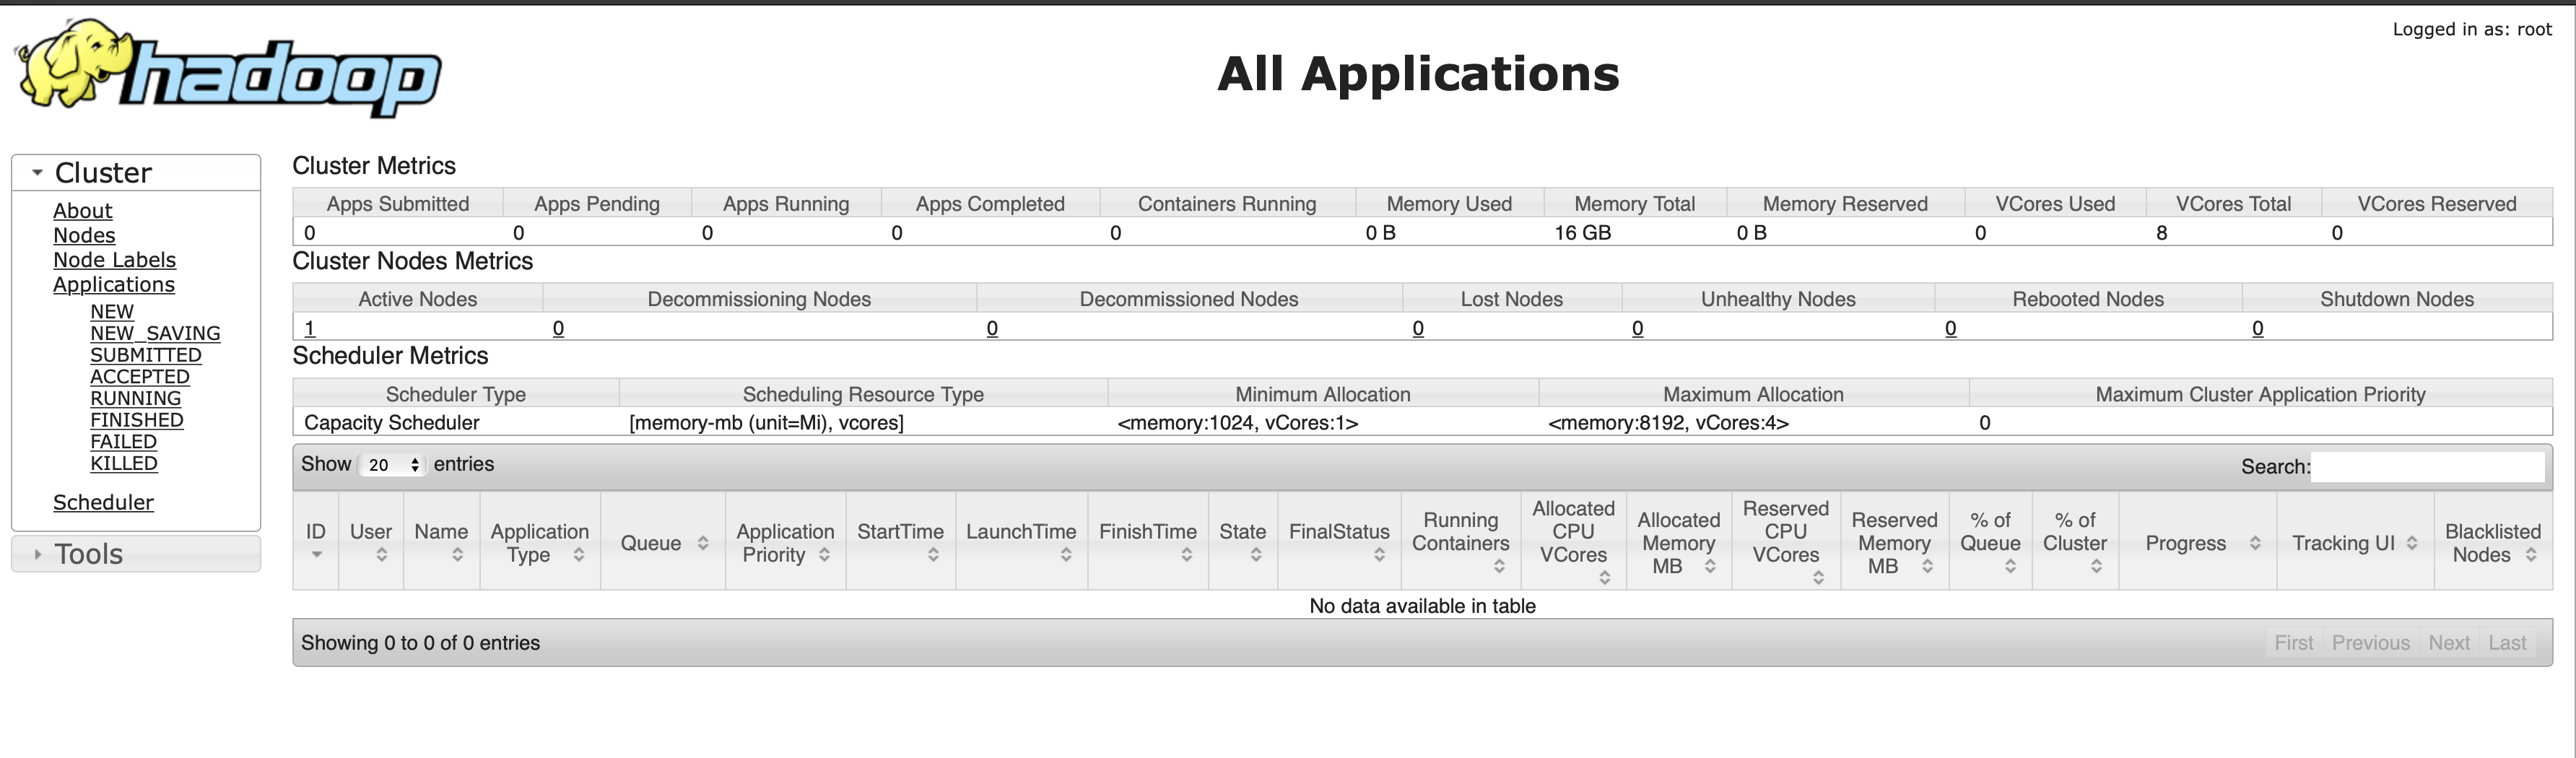 Logged in as: root
hadoop
All Applications
Cluster
About
Nodes
Node Labels
Applications
NEW
NEW_SAVING
SUBMITTED
ACCEPTED
RUNNING
FINISHED
FAILED
KILLED
Scheduler
Tools
Cluster Metrics
Apps Submitted Apps Pending Apps Running Apps Completed Containers Running Memory Used Memory Total Memory Reserved VCores Used VCores Total VCores Reserved
0 0 0 0 0 0 B 16 GB 0 B 0 8 0
Cluster Nodes Metrics
Active Nodes Decommissioning Nodes Decommissioned Nodes Lost Nodes Unhealthy Nodes Rebooted Nodes Shutdown Nodes
1 0 0 0 0 0 0
Scheduler Metrics
Scheduler Type Scheduling Resource Type Minimum Allocation Maximum Allocation Maximum Cluster Application Priority
Capacity Scheduler [memory-mb (unit=Mi), vcores] <memory:1024, vCores:1> <memory:8192, vCores:4> 0
Show 20 entries Search:
ID User Name Application Type Queue Application Priority StartTime LaunchTime FinishTime State FinalStatus Running Containers Allocated CPU VCores Allocated Memory MB Reserved CPU VCores Reserved Memory MB % of Queue % of Cluster Progress Tracking UI Blacklisted Nodes
No data available in table
Showing 0 to 0 of 0 entries First Previous Next Last